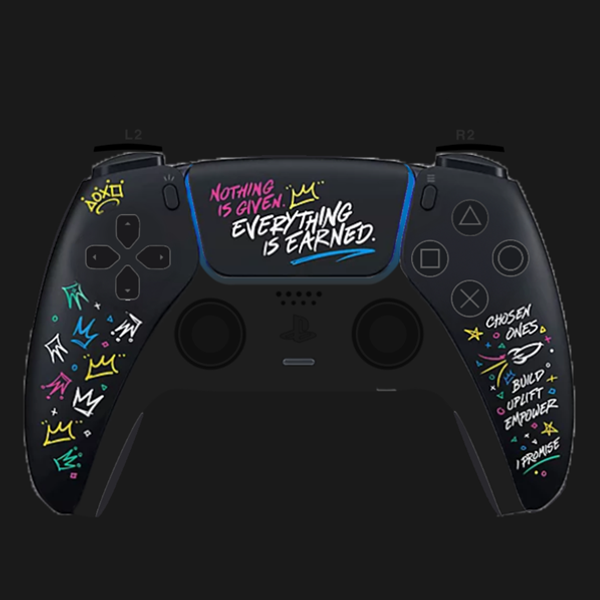 L2
R2
NOTHING
IS GIVEN.
EVERYTHING
IS EARNED.
CHOSEN
ONES
BUILD
UPLIFT
EMPOWER
I PROMISE